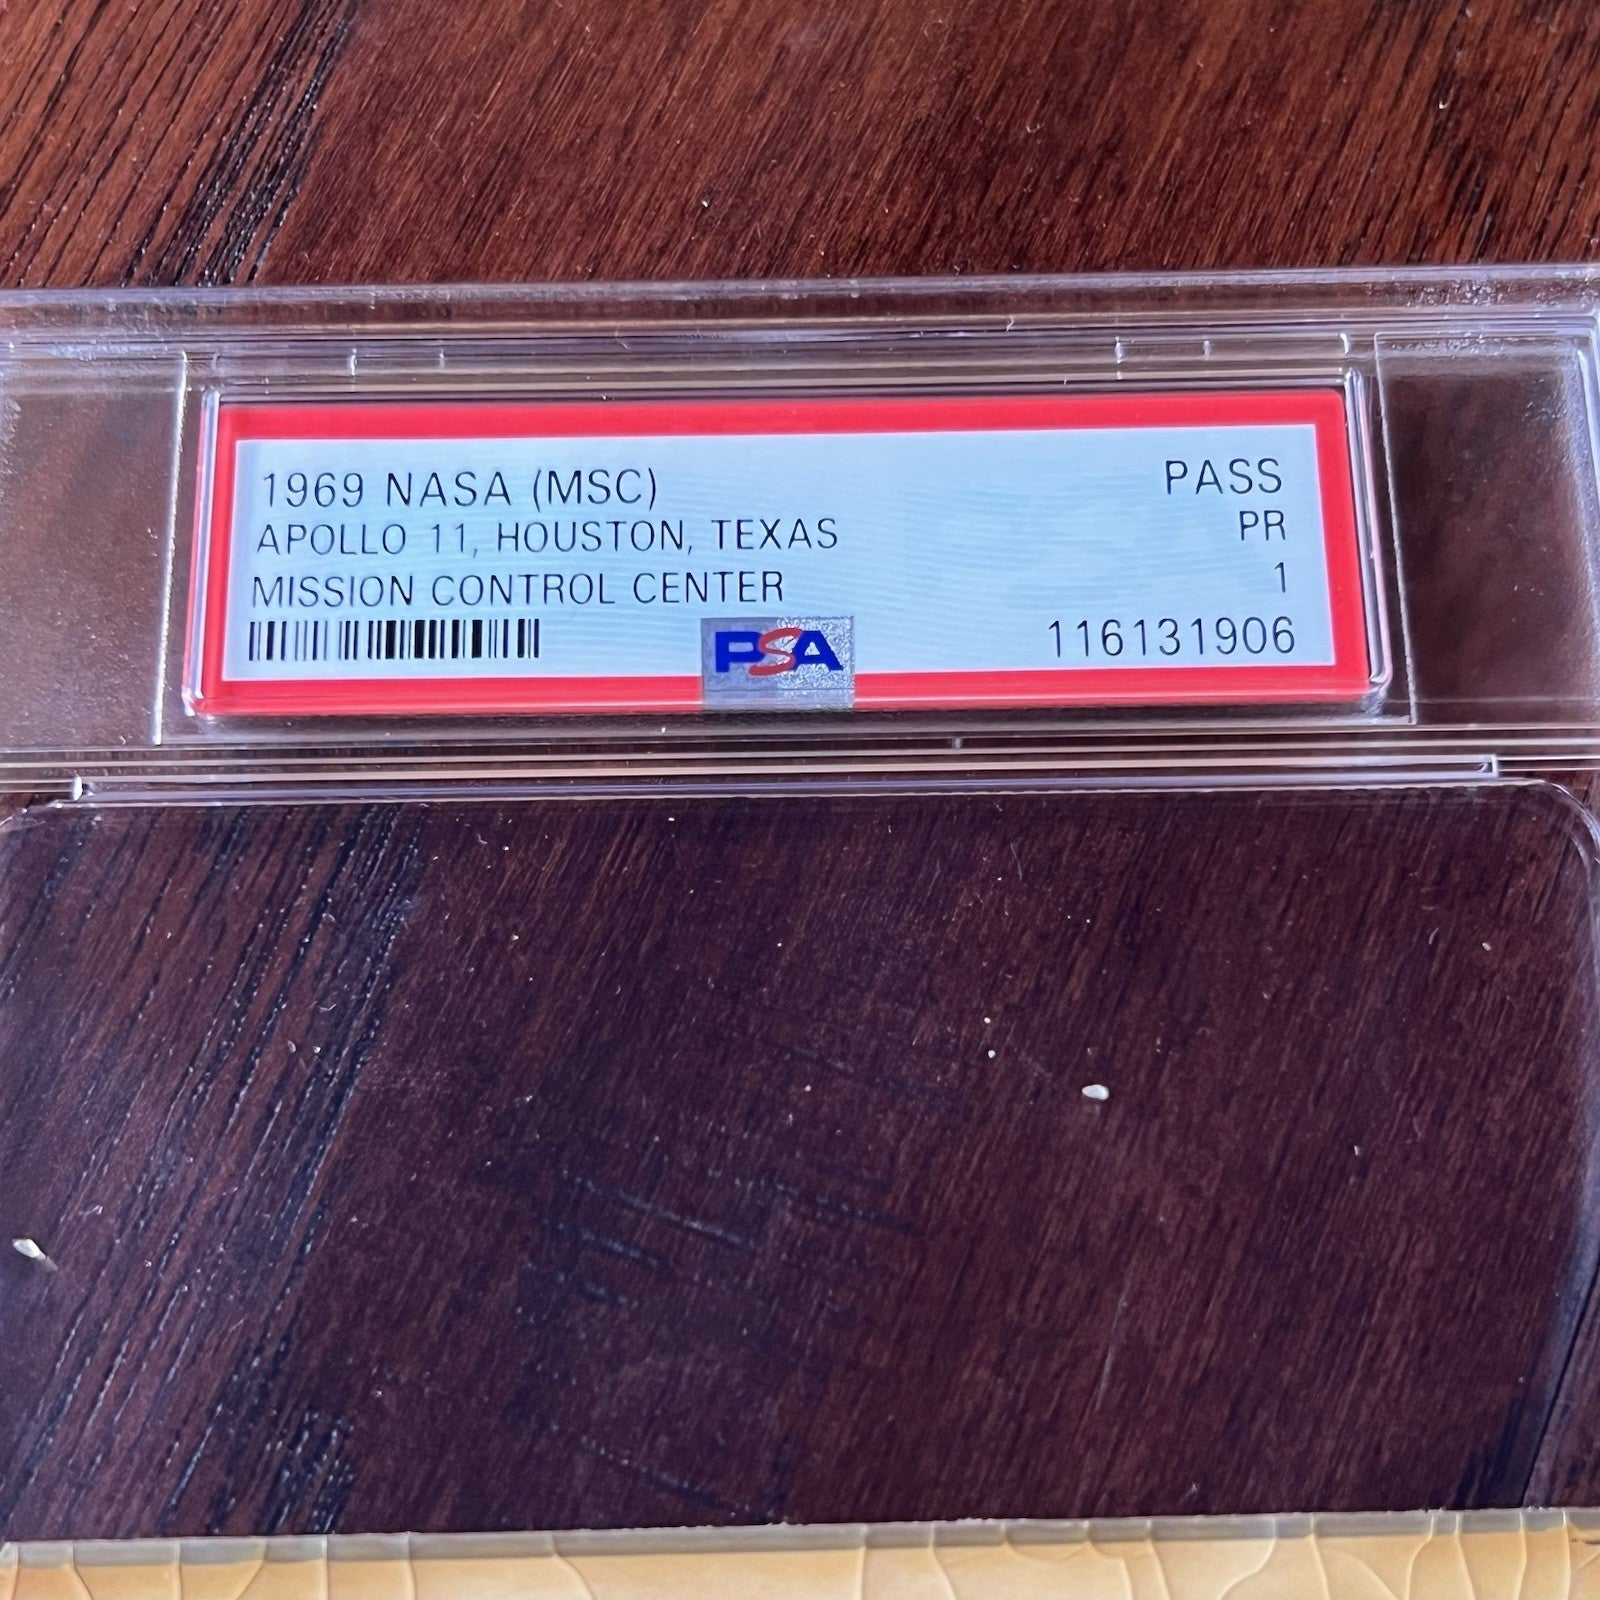 1969 NASA (MSC) PASS
APOLLO 11, HOUSTON, TEXAS PR
MISSION CONTROL CENTER 1
PSA 116131906